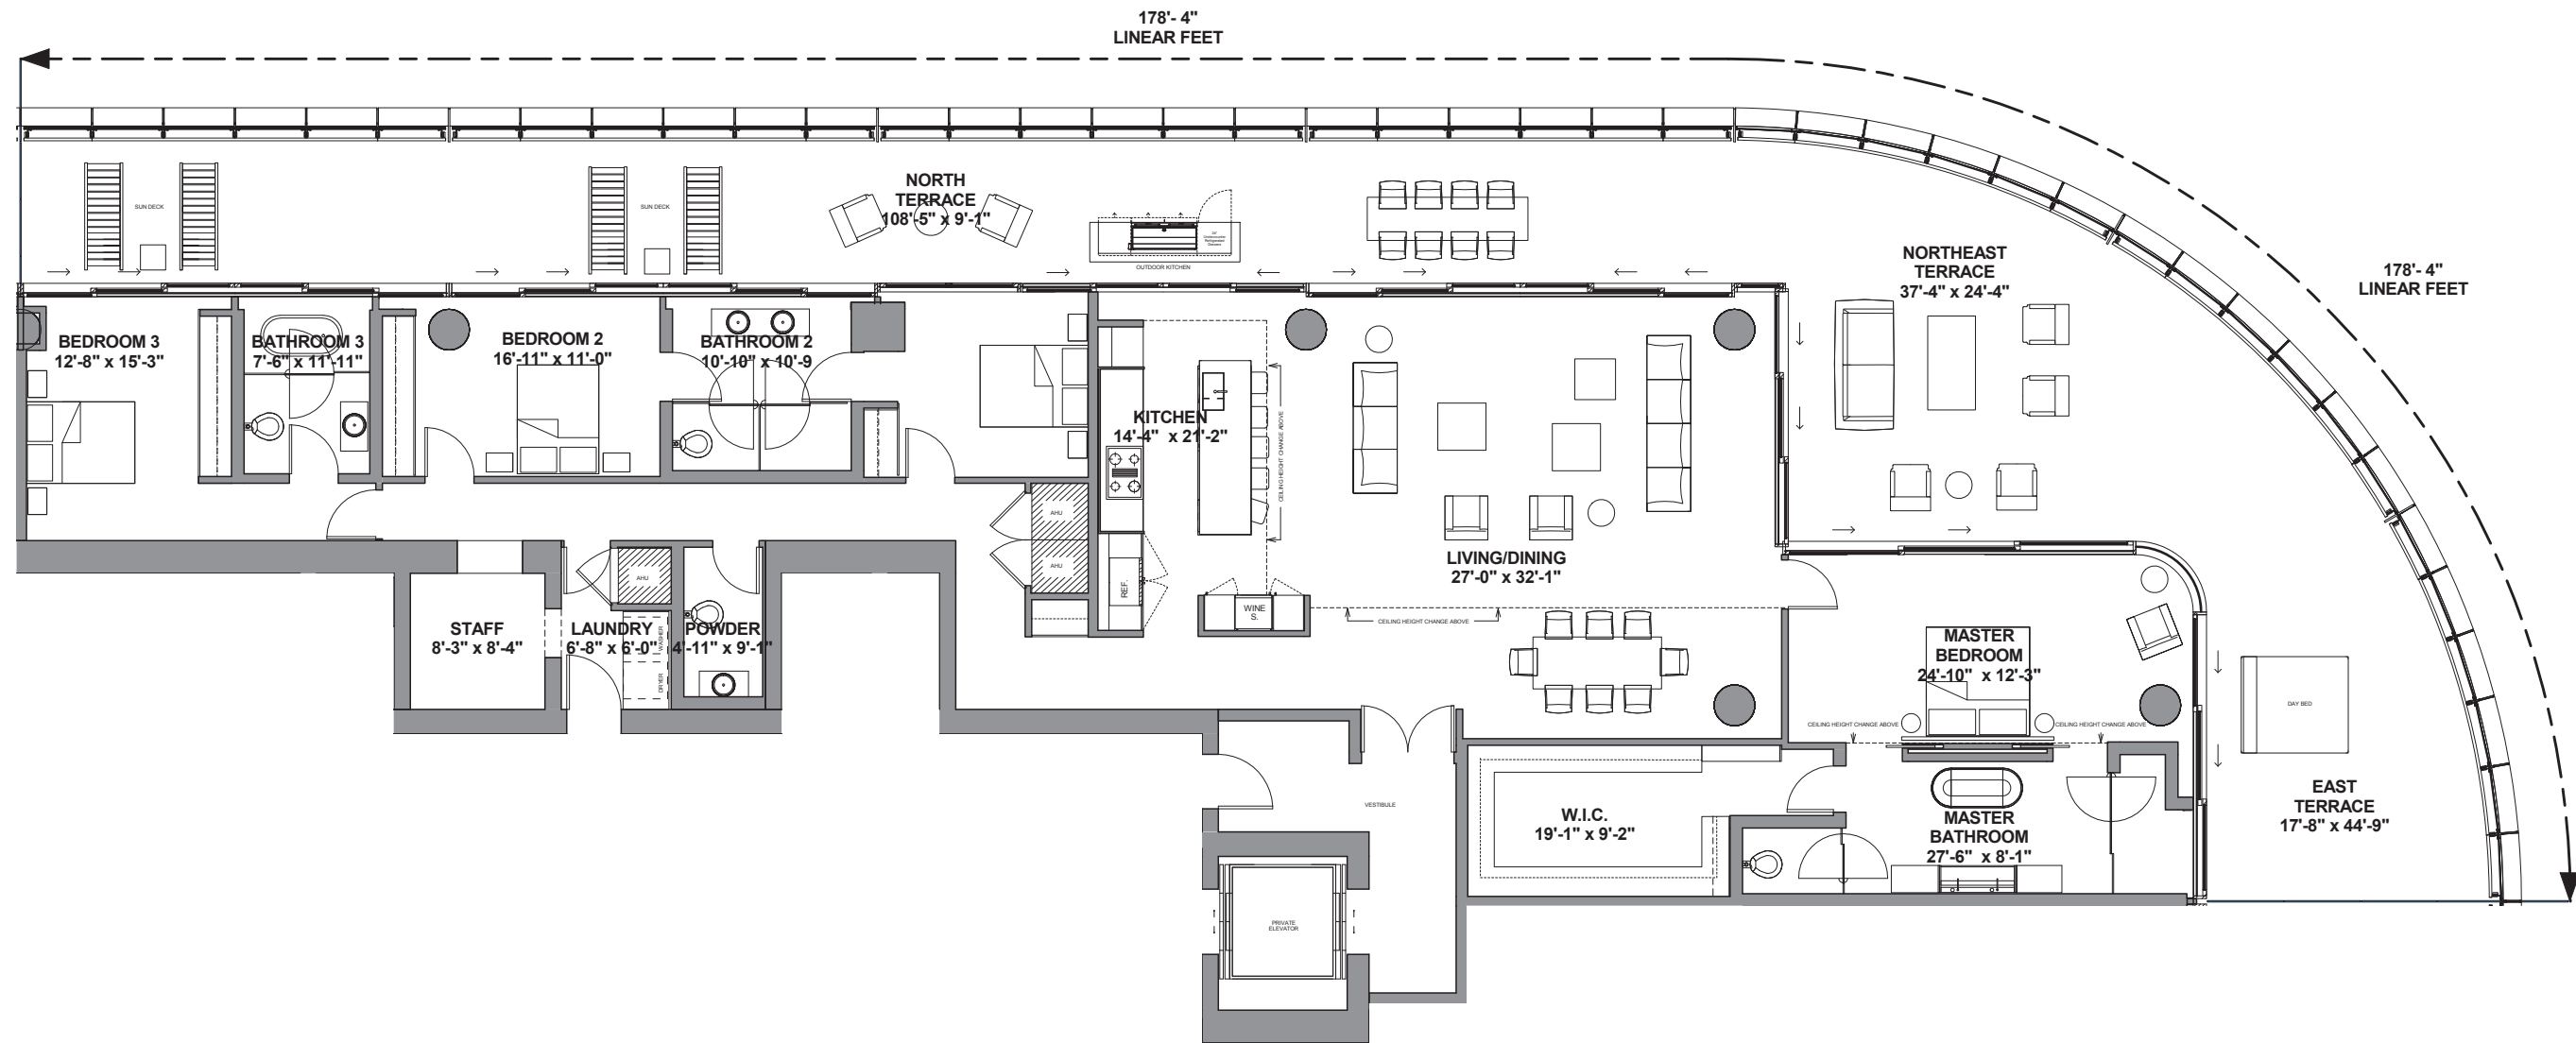 178'- 4"
LINEAR FEET
NORTH
TERRACE
108'-5" x 9'-1"
SUN DECK
SUN DECK
OUTDOOR KITCHEN
NORTHEAST
TERRACE
37'-4" x 24'-4"
178'- 4"
LINEAR FEET
BEDROOM 3
12'-8" x 15'-3"
BATHROOM 3
7'-6" x 11'-11"
BEDROOM 2
16'-11" x 11'-0"
BATHROOM 2
10'-10" x 10'-9
KITCHEN
14'-4" x 21'-2"
CEILING HEIGHT CHANGE ABOVE
AHU
AHU
AHU
REF.
WINE
S.
LIVING/DINING
27'-0" x 32'-1"
CEILING HEIGHT CHANGE ABOVE
STAFF
8'-3" x 8'-4"
LAUNDRY
6'-8" x 6'-0"
WASHER
DRYER
POWDER
4'-11" x 9'-1"
MASTER
BEDROOM
24'-10" x 12'-3"
CEILING HEIGHT CHANGE ABOVE
CEILING HEIGHT CHANGE ABOVE
DAY BED
EAST
TERRACE
17'-8" x 44'-9"
VESTIBULE
W.I.C.
19'-1" x 9'-2"
MASTER
BATHROOM
27'-6" x 8'-1"
PRIVATE
ELEVATOR